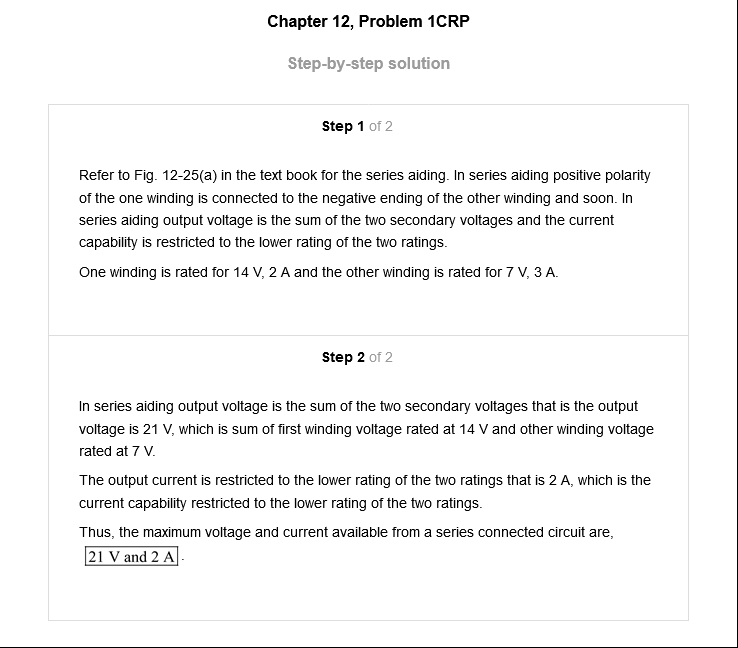 Chapter 12, Problem 1CRP
Step-by-step solution
Step 1 of 2
Refer to Fig. 12-25(a) in the text book for the series aiding. In series aiding positive polarity
of the one winding is connected to the negative ending of the other winding and soon. In
series aiding output voltage is the sum of the two secondary voltages and the current
capability is restricted to the lower rating of the two ratings.
One winding is rated for 14 V, 2 A and the other winding is rated for 7 V, 3 A.
Step 2 of 2
In series aiding output voltage is the sum of the two secondary voltages that is the output
voltage is 21 V, which is sum of first winding voltage rated at 14 V and other winding voltage
rated at 7 V.
The output current is restricted to the lower rating of the two ratings that is 2 A, which is the
current capability restricted to the lower rating of the two ratings.
Thus, the maximum voltage and current available from a series connected circuit are,
21 V and 2 A.